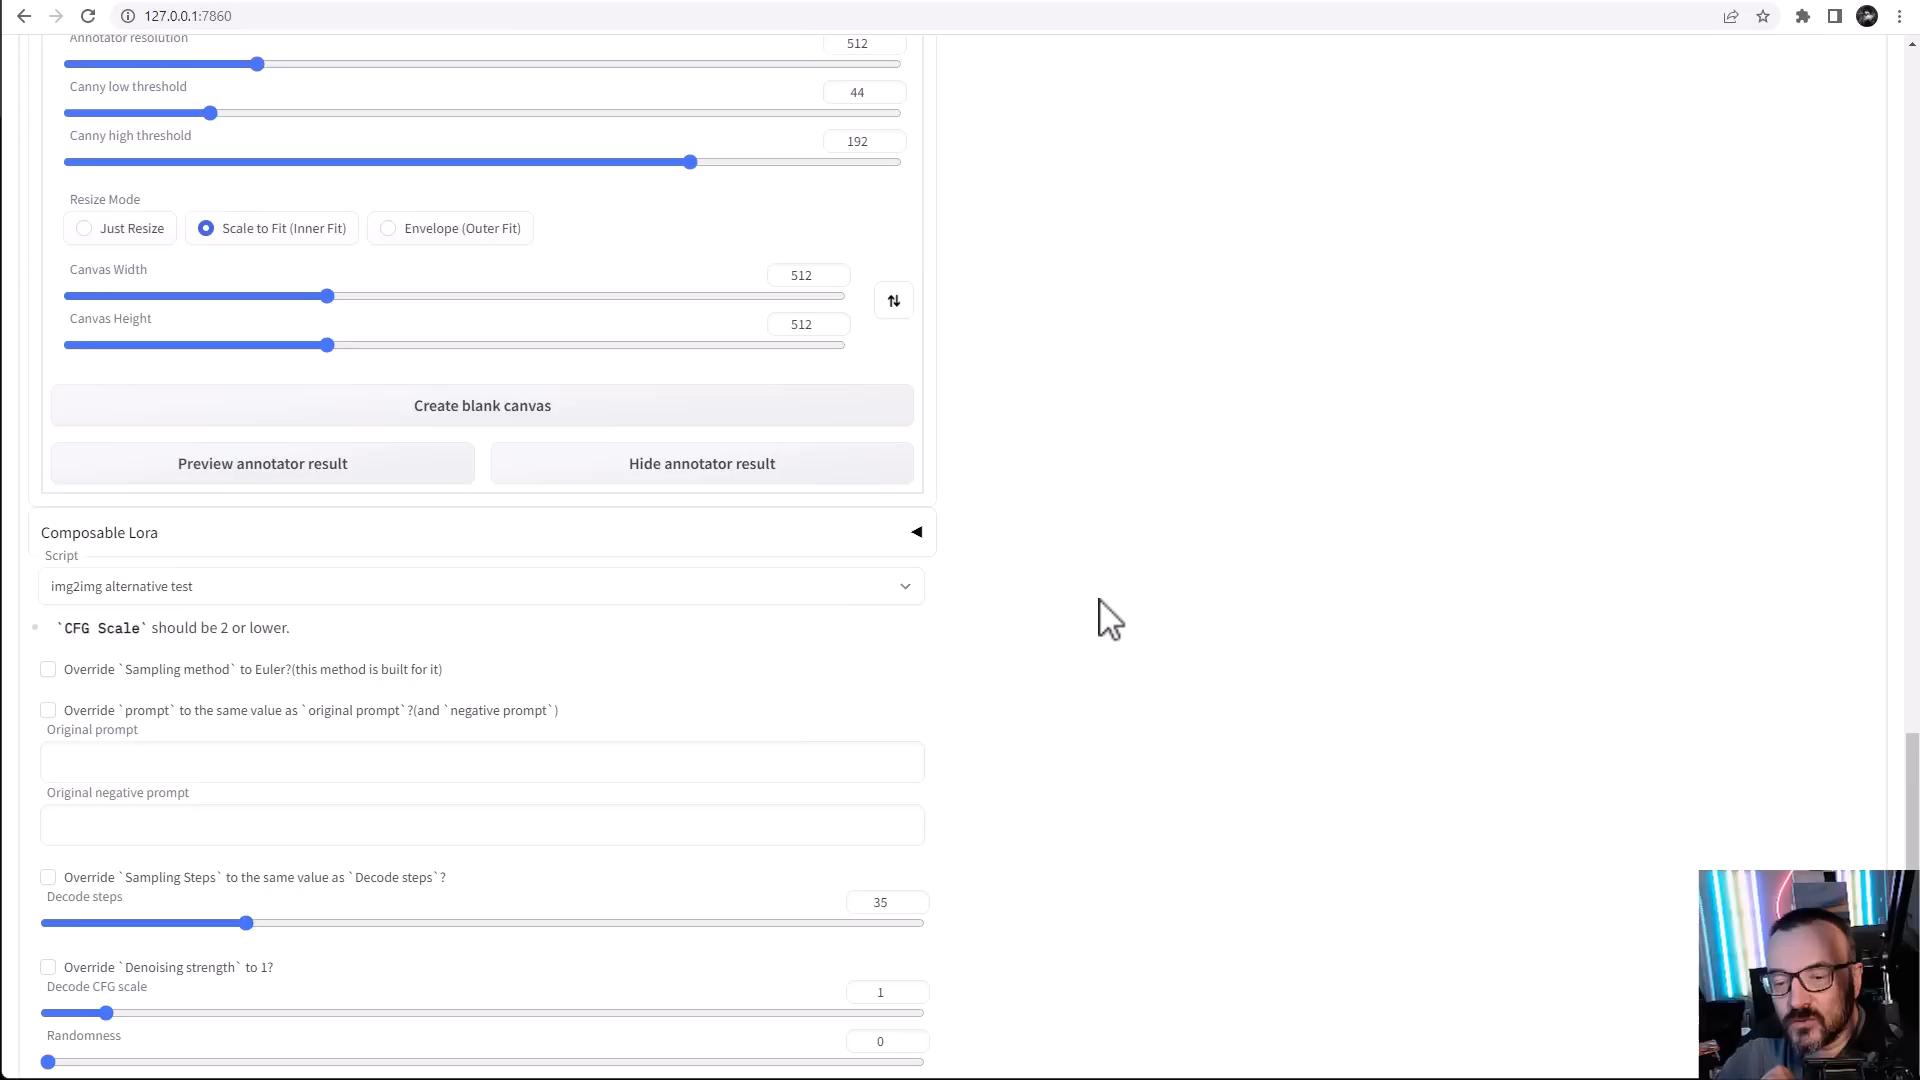 127.0.0.1:7860
Annotator resolution
512
Canny low threshold
44
Canny high threshold
192
Resize Mode
Just Resize
Scale to Fit (Inner Fit)
Envelope (Outer Fit)
Canvas Width
512
Canvas Height
512
Create blank canvas
Preview annotator result
Hide annotator result
Composable Lora
Script
img2img alternative test
`CFG Scale` should be 2 or lower.
Override `Sampling method` to Euler?(this method is built for it)
Override `prompt` to the same value as `original prompt`?(and `negative prompt`)
Original prompt
Original negative prompt
Override `Sampling Steps` to the same value as `Decode steps`?
Decode steps
35
Override `Denoising strength` to 1?
Decode CFG scale
1
Randomness
0